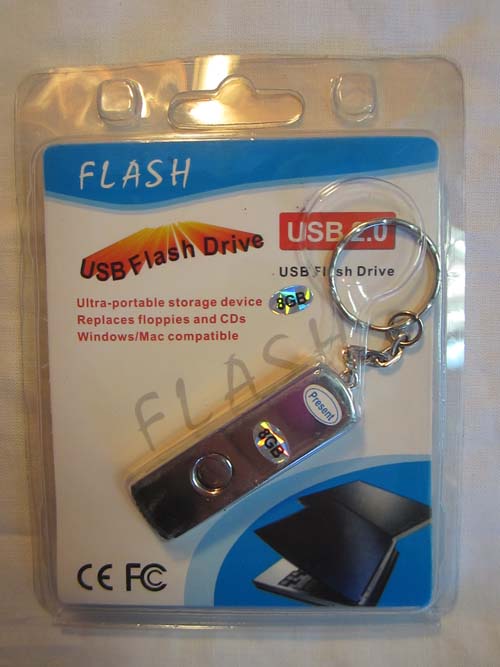 FLASH
USB Flash Drive
USB 2.0
USB Flash Drive
Ultra-portable storage device
8GB
Replaces floppies and CDs
Windows/Mac compatible
FLASH
Present
8GB
CE FC